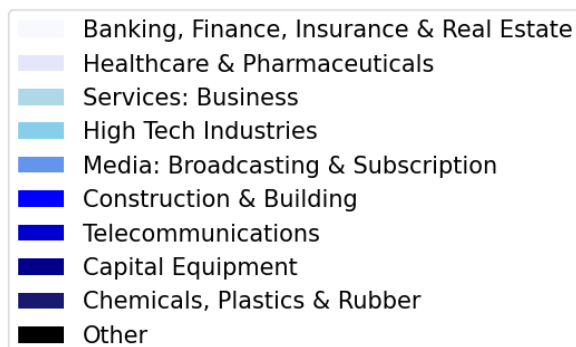 Banking, Finance, Insurance & Real Estate
Healthcare & Pharmaceuticals
Services: Business
High Tech Industries
Media: Broadcasting & Subscription
Construction & Building
Telecommunications
Capital Equipment
Chemicals, Plastics & Rubber
Other